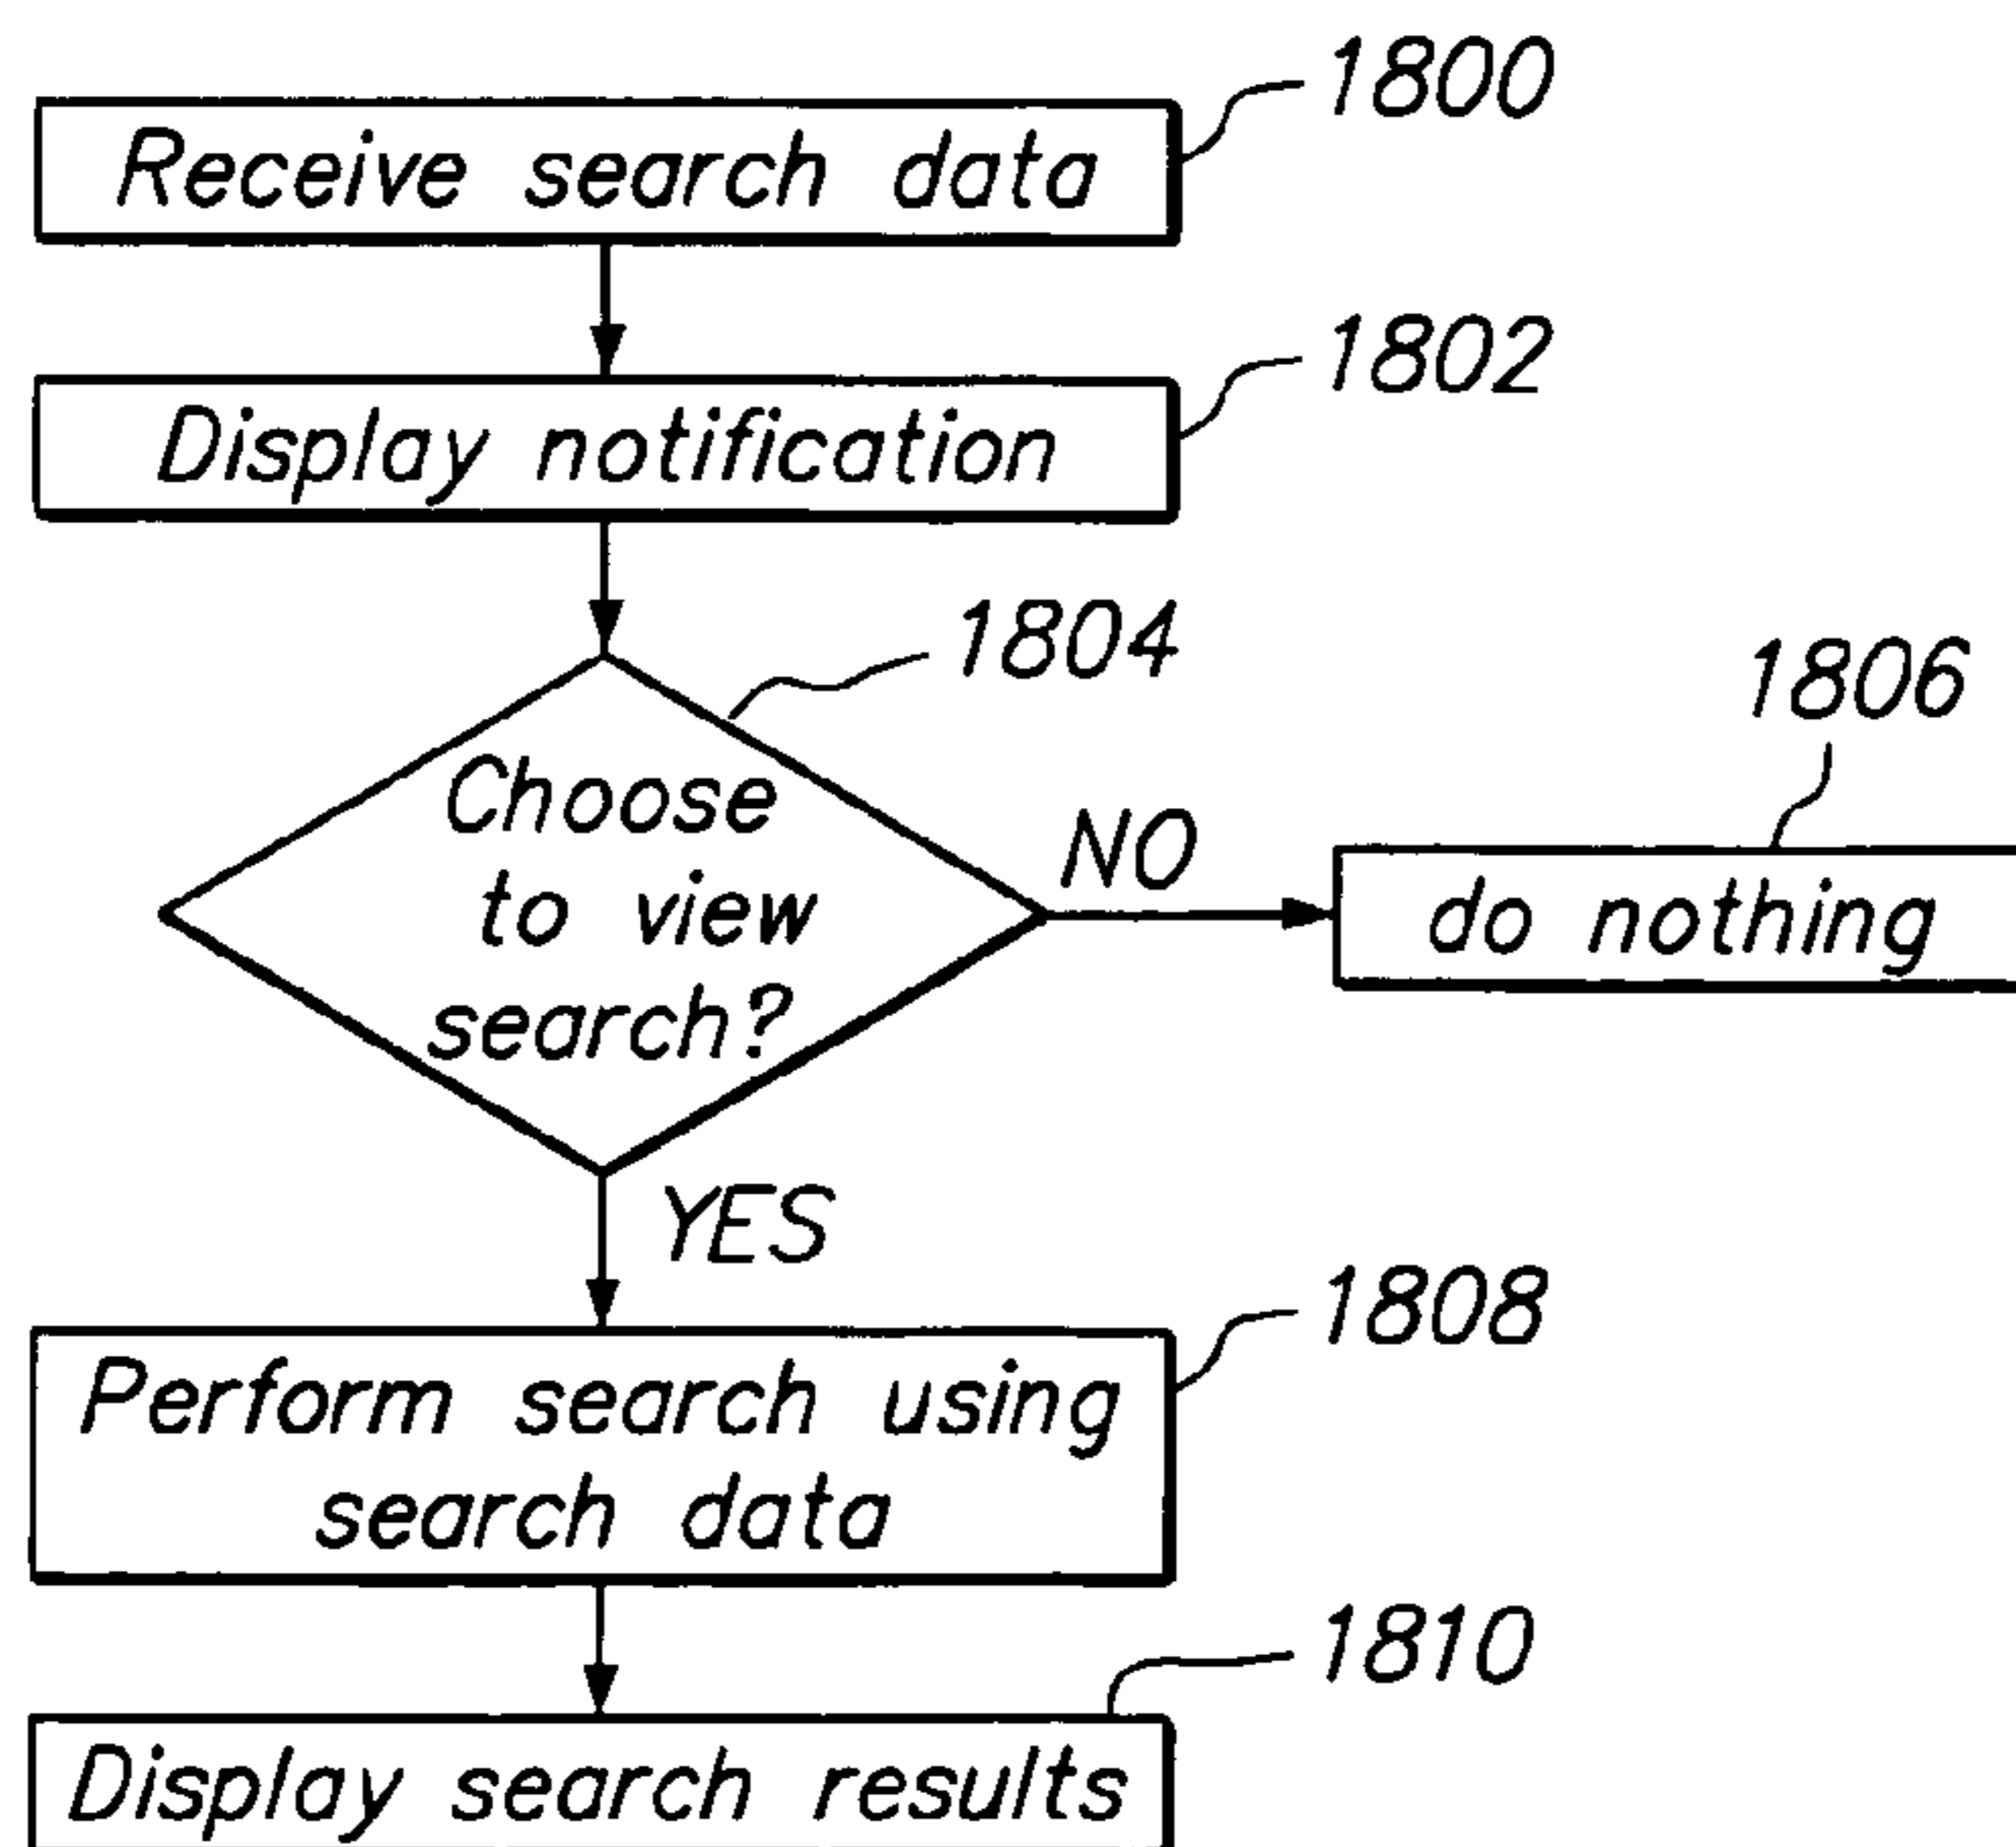 1800
Receive search data
1802
Display notification
1804
Choose
to view
search?
NO
1806
do nothing
YES
1808
Perform search using
search data
1810
Display search results